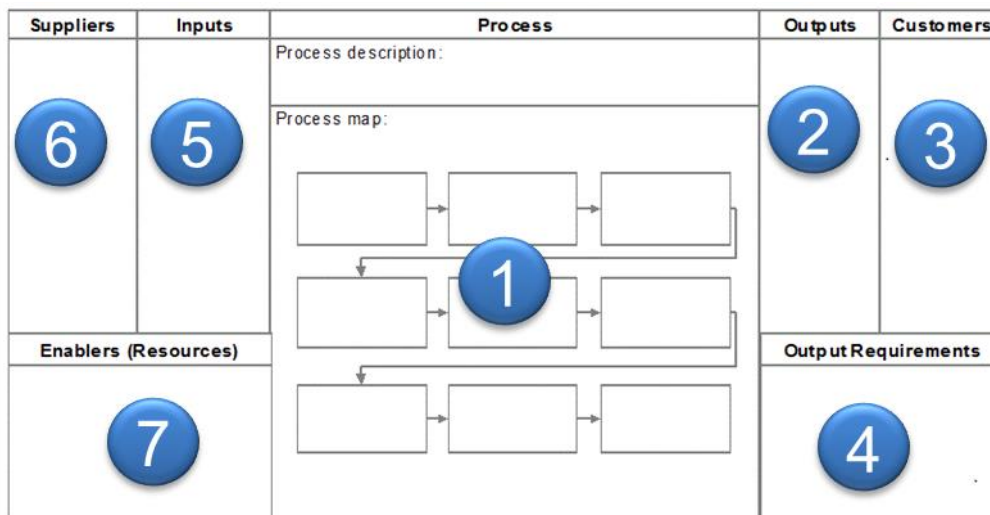 Suppliers Inputs Process Outputs Customers
Process description:
6 5 2 3
Process map:
1
Enablers (Resources) Output Requirements
7 4